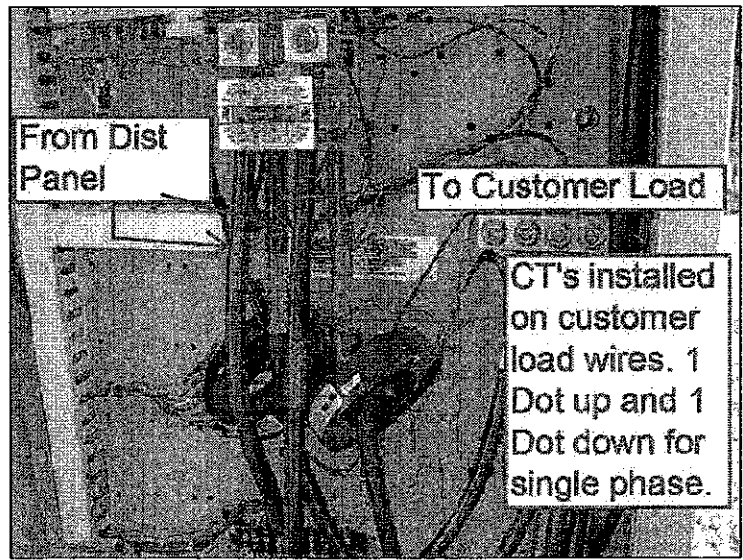 From Dist
Panel
To Customer Load
CT's installed
on customer
load wires. 1
Dot up and 1
Dot down for
single phase.